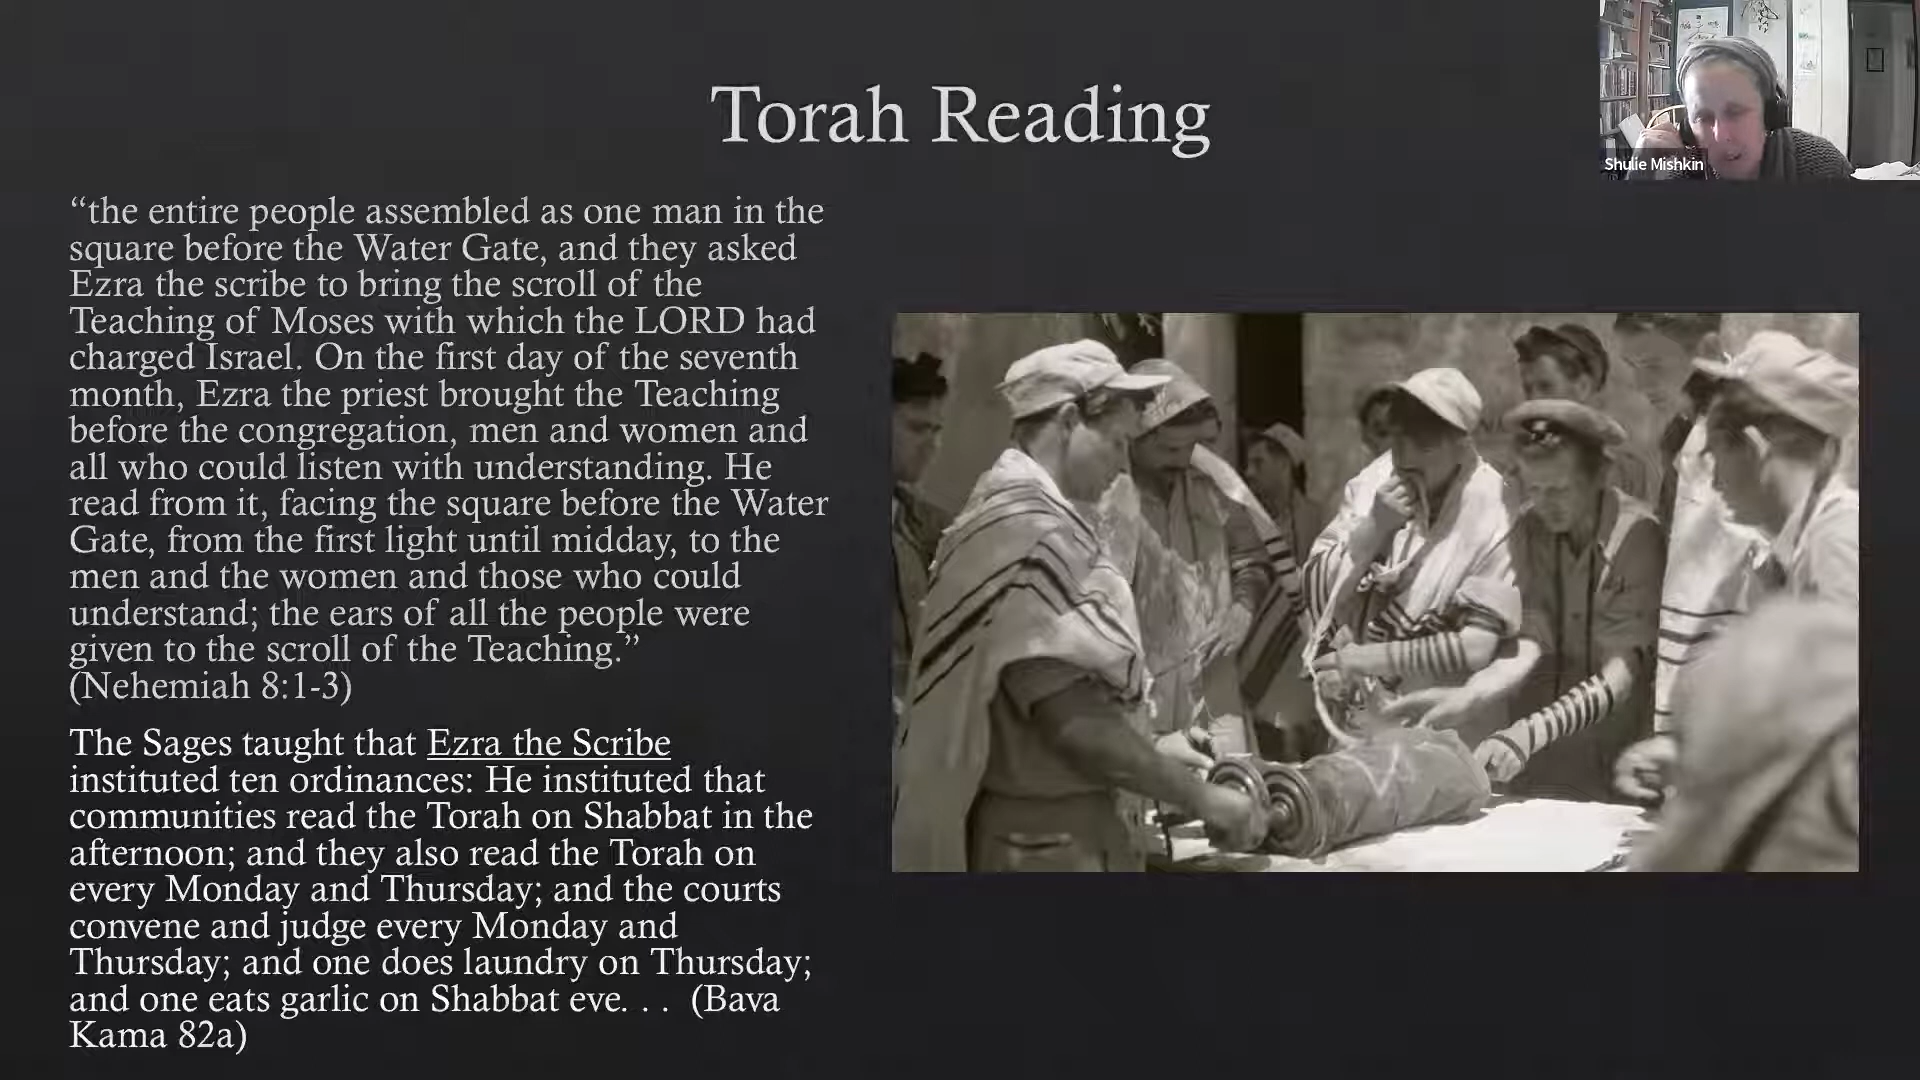 Torah Reading
Shulie Mishkin
“the entire people assembled as one man in the
square before the Water Gate, and they asked
Ezra the scribe to bring the scroll of the
Teaching of Moses with which the LORD had
charged Israel. On the first day of the seventh
month, Ezra the priest brought the Teaching
before the congregation, men and women and
all who could listen with understanding. He
read from it, facing the square before the Water
Gate, from the first light until midday, to the
men and the women and those who could
understand; the ears of all the people were
given to the scroll of the Teaching.”
(Nehemiah 8:1-3)
The Sages taught that Ezra the Scribe
instituted ten ordinances: He instituted that
communities read the Torah on Shabbat in the
afternoon; and they also read the Torah on
every Monday and Thursday; and the courts
convene and judge every Monday and
Thursday; and one does laundry on Thursday;
and one eats garlic on Shabbat eve. . .  (Bava
Kama 82a)